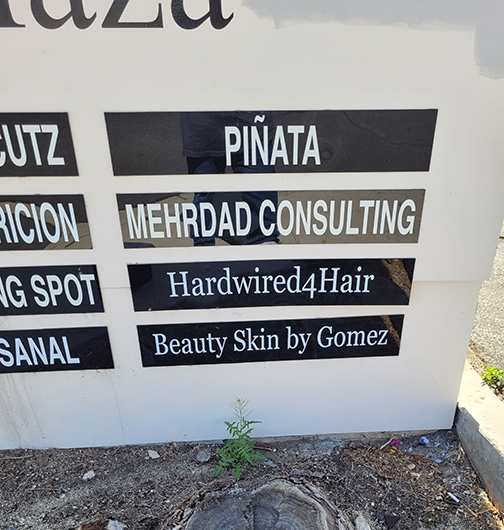 CUTZ
PIÑATA
RICION
MEHRDAD CONSULTING
NG SPOT
Hardwired4Hair
SANAL
Beauty Skin by Gomez